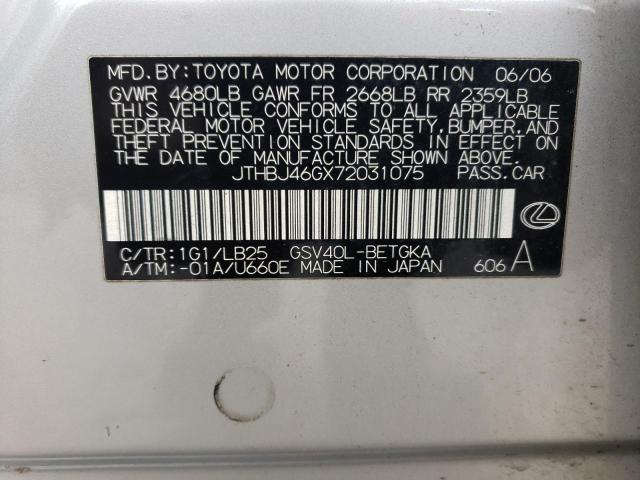 MFD.BY:TOYOTA MOTOR CORPORATION 06/06
GVWR 4680LB GAWR FR 2668LB RR 2359LB
THIS VEHICLE CONFORMS TO ALL APPLICABLE
FEDERAL MOTOR VEHICLE SAFETY,BUMPER,AND
THEFT PREVENTION STANDARDS IN EFFECT ON
THE DATE OF MANUFACTURE SHOWN ABOVE.
JTHBJ46GX72031075 PASS.CAR
C/TR:1G1/LB25 GSV40L-BETGKA
A/TM:-01A/U660E MADE IN JAPAN 606 A